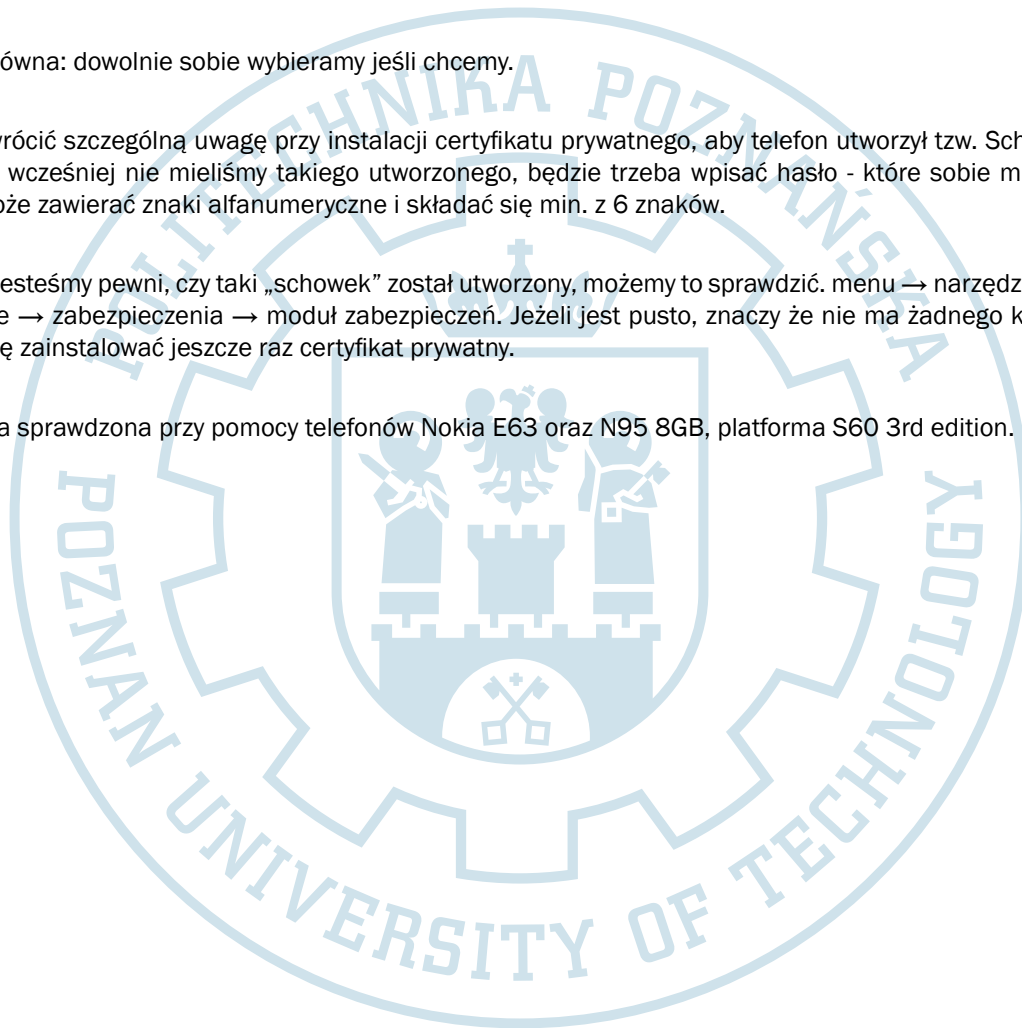 ówna: dowolnie sobie wybieramy jeśli chcemy.
rócić szczególną uwagę przy instalacji certyfikatu prywatnego, aby telefon utworzył tzw. Sch
wcześniej nie mieliśmy takiego utworzonego, będzie trzeba wpisać hasło - które sobie m
oże zawierać znaki alfanumeryczne i składać się min. z 6 znaków.
esteśmy pewni, czy taki „schowek” został utworzony, możemy to sprawdzić. menu → narzędz
e → zabezpieczenia → moduł zabezpieczeń. Jeżeli jest pusto, znaczy że nie ma żadnego k
ę zainstalować jeszcze raz certyfikat prywatny.
a sprawdzona przy pomocy telefonów Nokia E63 oraz N95 8GB, platforma S60 3rd edition.
POLITECHNIKA POZNAŃSKA
POZNAN UNIVERSITY OF TECHNOLOGY